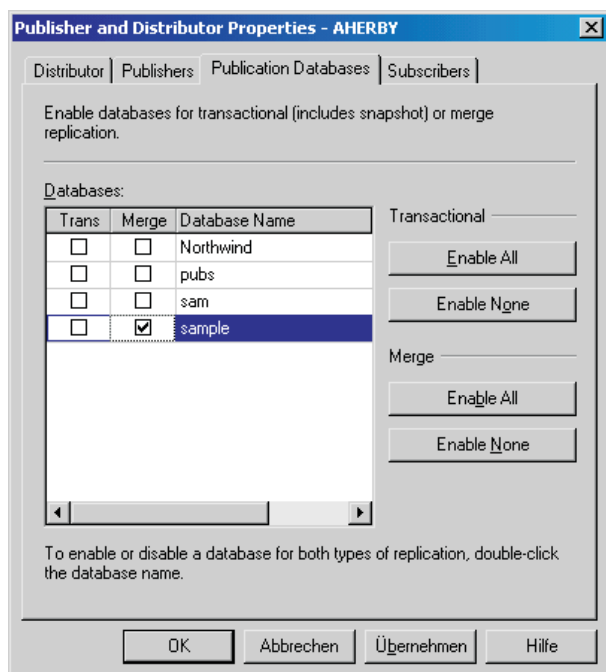 Publisher and Distributor Properties - AHERBY
Distributor Publishers Publication Databases Subscribers
Enable databases for transactional (includes snapshot) or merge
replication.
Databases:
Trans Merge Database Name
Northwind
pubs
sam
sample
Transactional
Enable All
Enable None
Merge
Enable All
Enable None
To enable or disable a database for both types of replication, double-click
the database name.
OK Abbrechen Übernehmen Hilfe